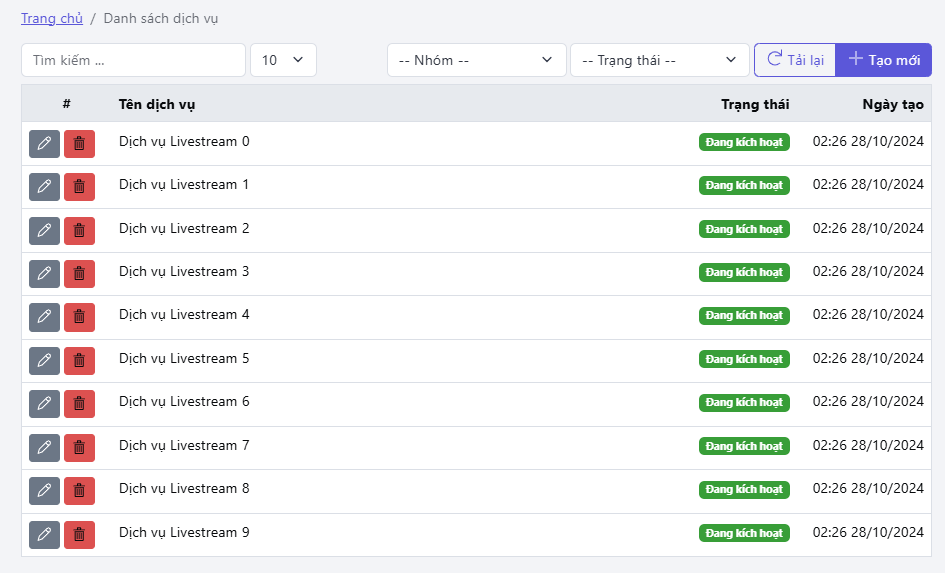 Trang chủ / Danh sách dịch vụ
Tìm kiếm ... 10 -- Nhóm -- -- Trạng thái -- Tải lại Tạo mới
# Tên dịch vụ Trạng thái Ngày tạo
Dịch vụ Livestream 0 Đang kích hoạt 02:26 28/10/2024
Dịch vụ Livestream 1 Đang kích hoạt 02:26 28/10/2024
Dịch vụ Livestream 2 Đang kích hoạt 02:26 28/10/2024
Dịch vụ Livestream 3 Đang kích hoạt 02:26 28/10/2024
Dịch vụ Livestream 4 Đang kích hoạt 02:26 28/10/2024
Dịch vụ Livestream 5 Đang kích hoạt 02:26 28/10/2024
Dịch vụ Livestream 6 Đang kích hoạt 02:26 28/10/2024
Dịch vụ Livestream 7 Đang kích hoạt 02:26 28/10/2024
Dịch vụ Livestream 8 Đang kích hoạt 02:26 28/10/2024
Dịch vụ Livestream 9 Đang kích hoạt 02:26 28/10/2024